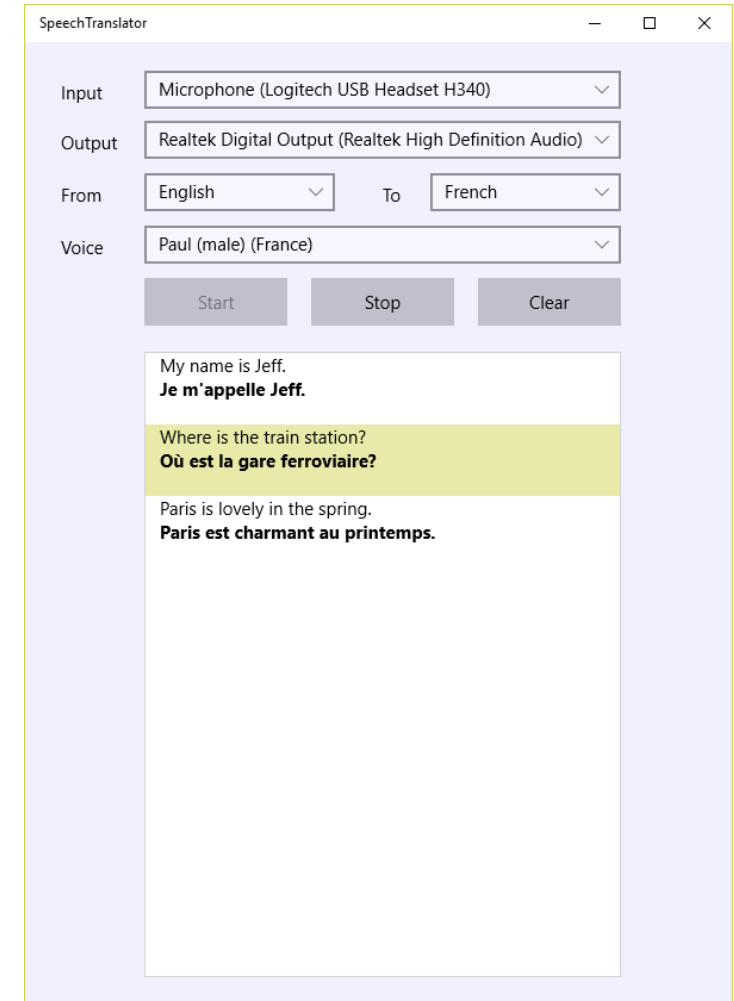 SpeechTranslator
Input Microphone (Logitech USB Headset H340)
Output Realtek Digital Output (Realtek High Definition Audio)
From English To French
Voice Paul (male) (France)
Start Stop Clear
My name is Jeff.
Je m'appelle Jeff.
Where is the train station?
Où est la gare ferroviaire?
Paris is lovely in the spring.
Paris est charmant au printemps.